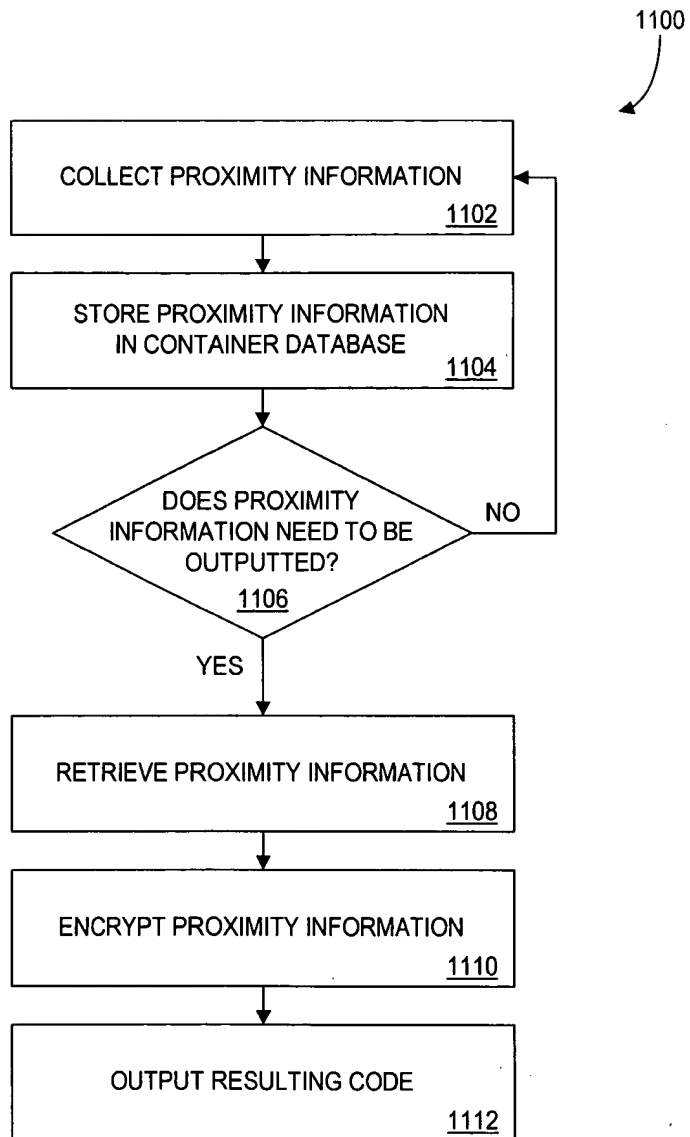 1100
COLLECT PROXIMITY INFORMATION
1102
STORE PROXIMITY INFORMATION
IN CONTAINER DATABASE
1104
DOES PROXIMITY
INFORMATION NEED TO BE
OUTPUTTED?
1106
NO
YES
RETRIEVE PROXIMITY INFORMATION
1108
ENCRYPT PROXIMITY INFORMATION
1110
OUTPUT RESULTING CODE
1112